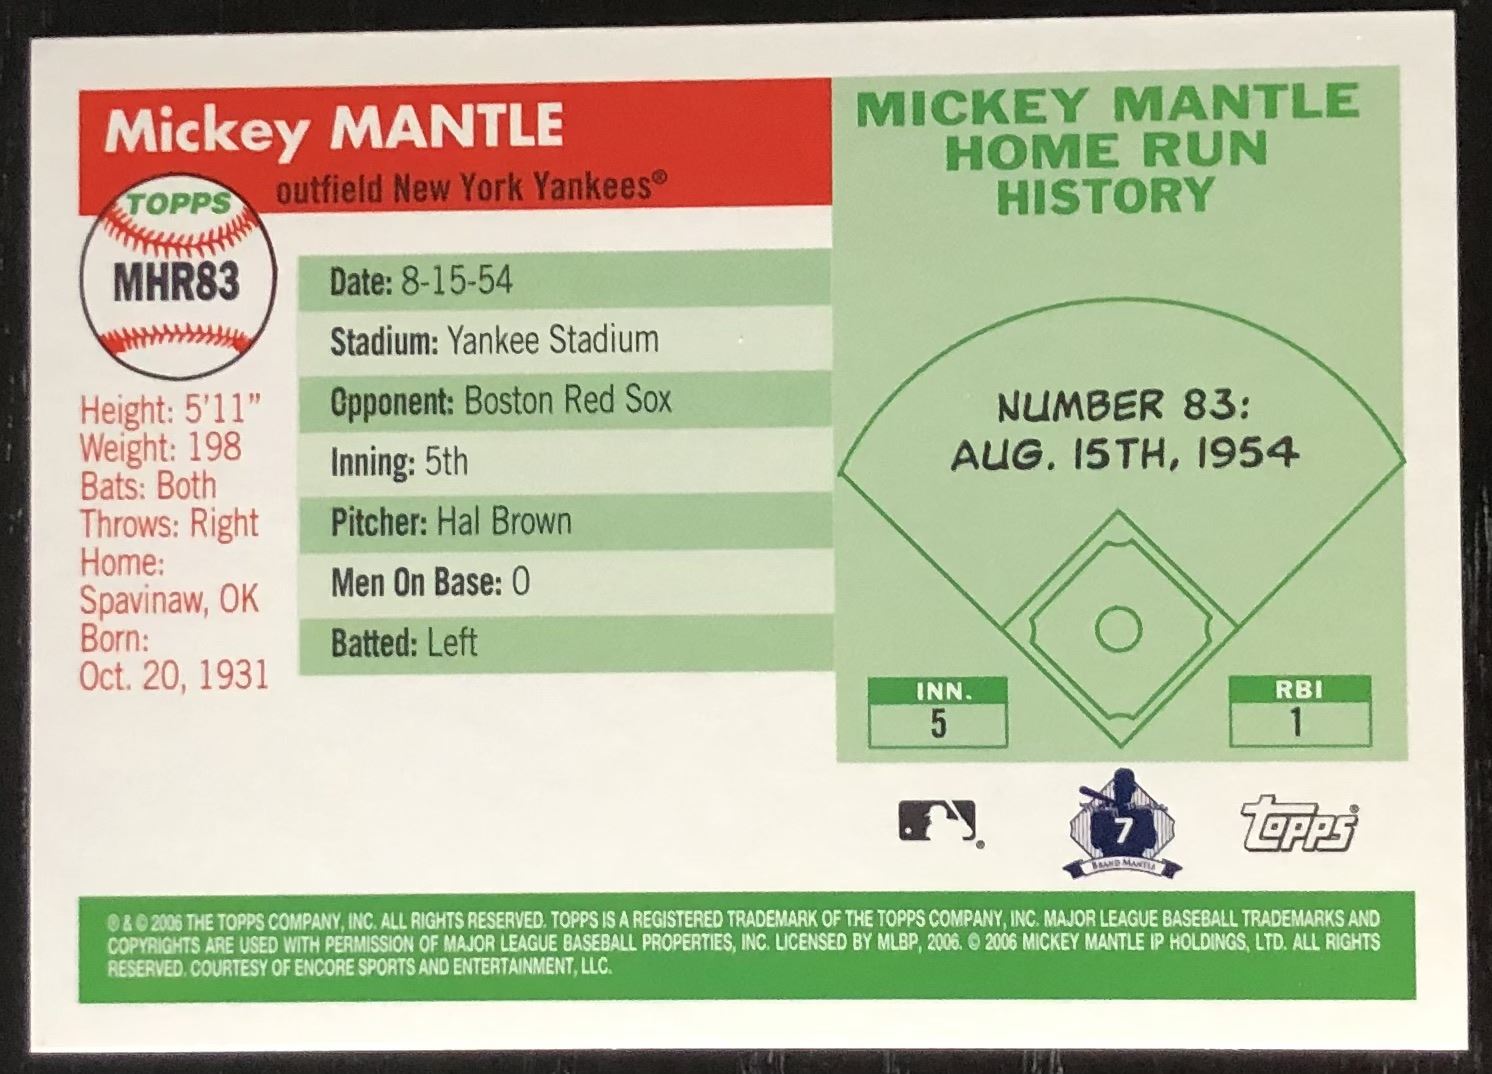 Mickey MANTLE
outfield New York Yankees®
TOPPS
MHR83
Height: 5'11"
Weight: 198
Bats: Both
Throws: Right
Home:
Spavinaw, OK
Born:
Oct. 20, 1931
Date: 8-15-54
Stadium: Yankee Stadium
Opponent: Boston Red Sox
Inning: 5th
Pitcher: Hal Brown
Men On Base: 0
Batted: Left
MICKEY MANTLE
HOME RUN
HISTORY
NUMBER 83:
AUG. 15TH, 1954
INN.
5
RBI
1
7
BRAND MANTLE
topps®
® & © 2006 THE TOPPS COMPANY, INC. ALL RIGHTS RESERVED. TOPPS IS A REGISTERED TRADEMARK OF THE TOPPS COMPANY, INC. MAJOR LEAGUE BASEBALL TRADEMARKS AND
COPYRIGHTS ARE USED WITH PERMISSION OF MAJOR LEAGUE BASEBALL PROPERTIES, INC. LICENSED BY MLBP, 2006. © 2006 MICKEY MANTLE IP HOLDINGS, LTD. ALL RIGHTS
RESERVED. COURTESY OF ENCORE SPORTS AND ENTERTAINMENT, LLC.